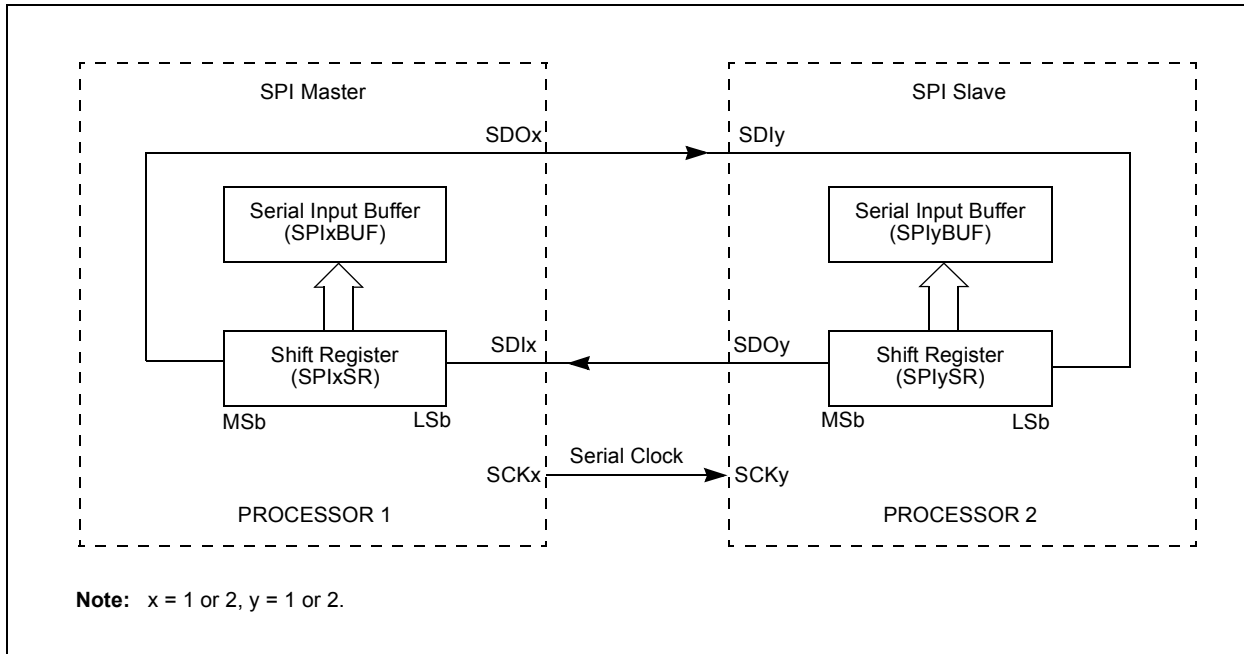 SPI Master
SPI Slave
SDOx
SDIy
Serial Input Buffer
(SPIxBUF)
Serial Input Buffer
(SPIyBUF)
Shift Register
(SPIxSR)
SDIx
SDOy
Shift Register
(SPIySR)
MSb
LSb
MSb
LSb
Serial Clock
SCKx
SCKy
PROCESSOR 1
PROCESSOR 2
Note: x = 1 or 2, y = 1 or 2.